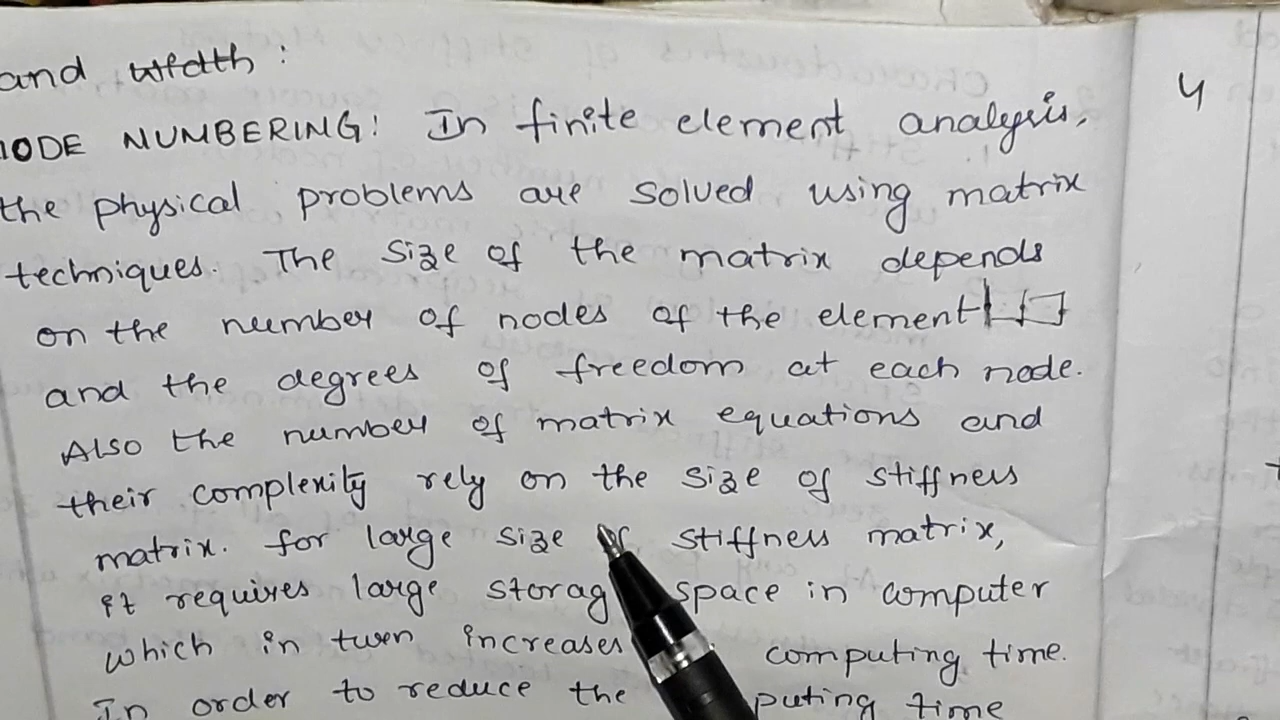 and width :
NODE NUMBERING: In finite element analysis, 4
the physical problems are solved using matrix
techniques. The size of the matrix depends
on the number of nodes of the element
and the degrees of freedom at each node.
Also the number of matrix equations and
their complexity rely on the size of stiffness
matrix. for large size of stiffness matrix,
it requires large storag space in computer
which in turn increases computing time.
In order to reduce the puting time